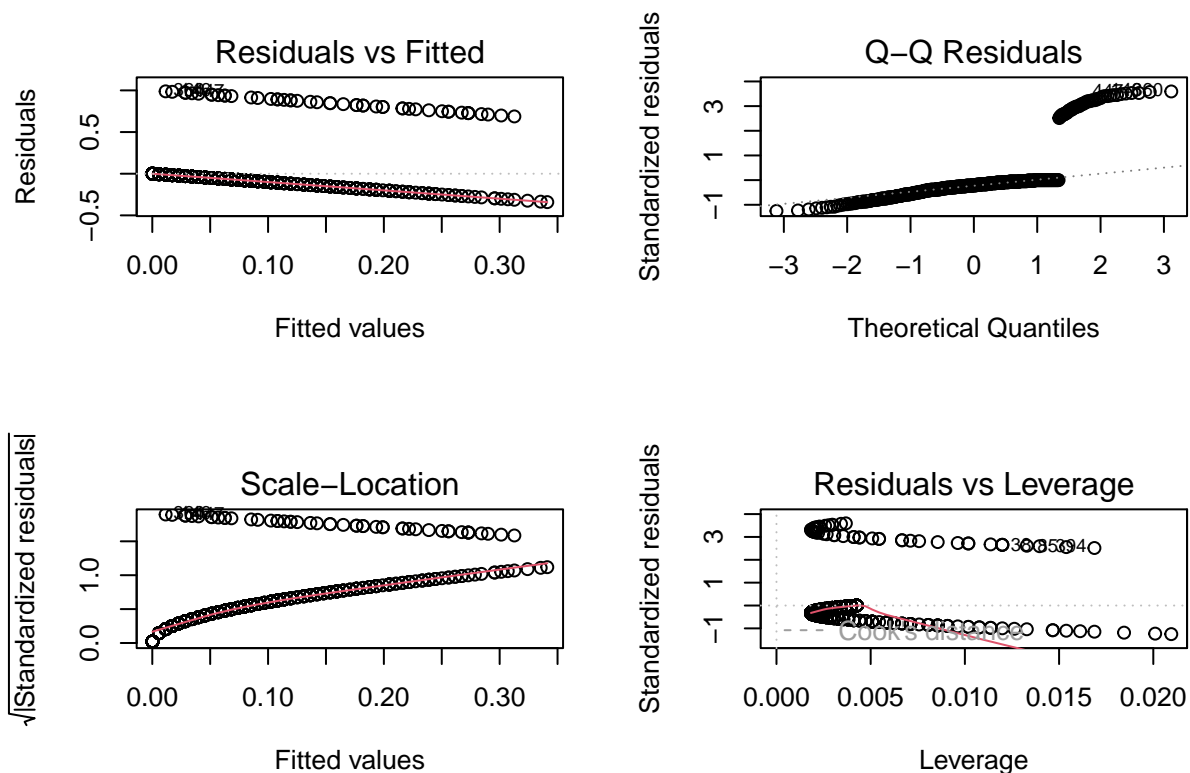 Residuals vs Fitted
Residuals
−0.5 0.5
0.00 0.10 0.20 0.30
Fitted values
Q−Q Residuals
Standardized residuals
−1 1 3
−3 −2 −1 0 1 2 3
Theoretical Quantiles
Scale−Location
√|Standardized residuals|
0.0 1.0
0.00 0.10 0.20 0.30
Fitted values
Residuals vs Leverage
Standardized residuals
−1 1 3
Cook's distance
0.000 0.005 0.010 0.015 0.020
Leverage